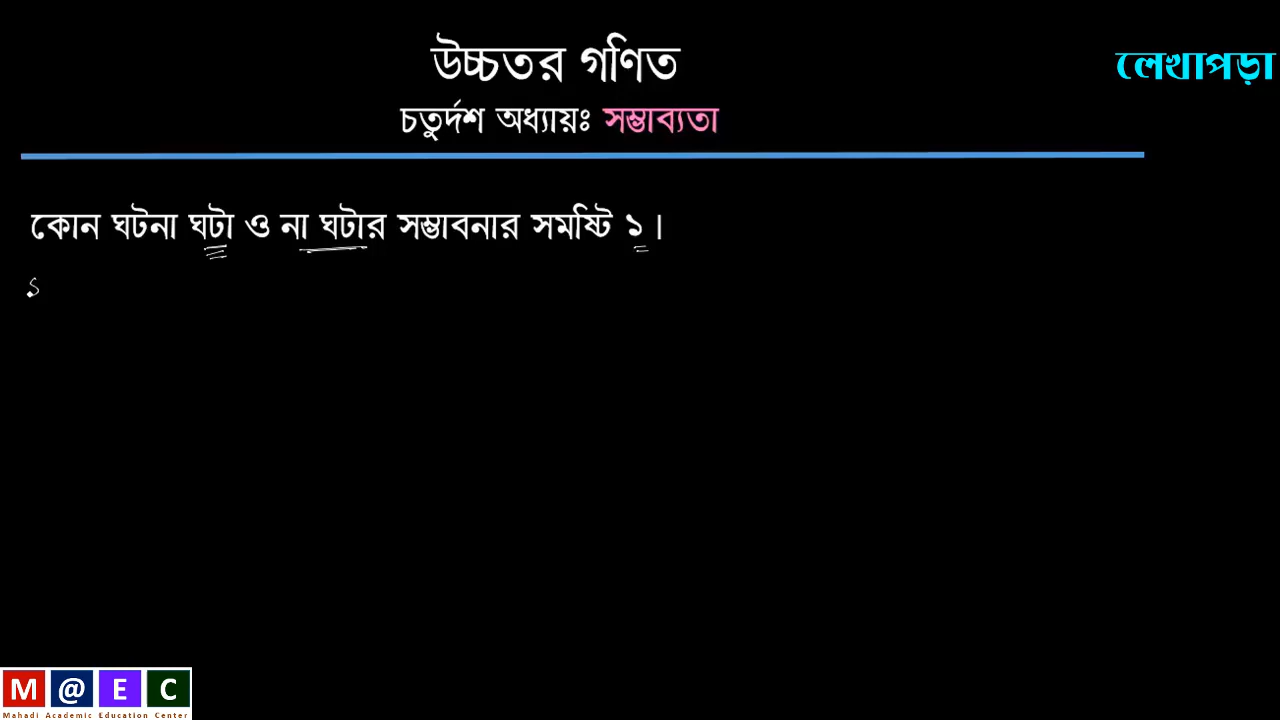 উচ্চতর গণিত
লেখাপড়া
চতুর্দশ অধ্যায়ঃ সম্ভাব্যতা
কোন ঘটনা ঘটা ও না ঘটার সম্ভাবনার সমষ্টি ১।
M@EC
Mahadi Academic Education Center